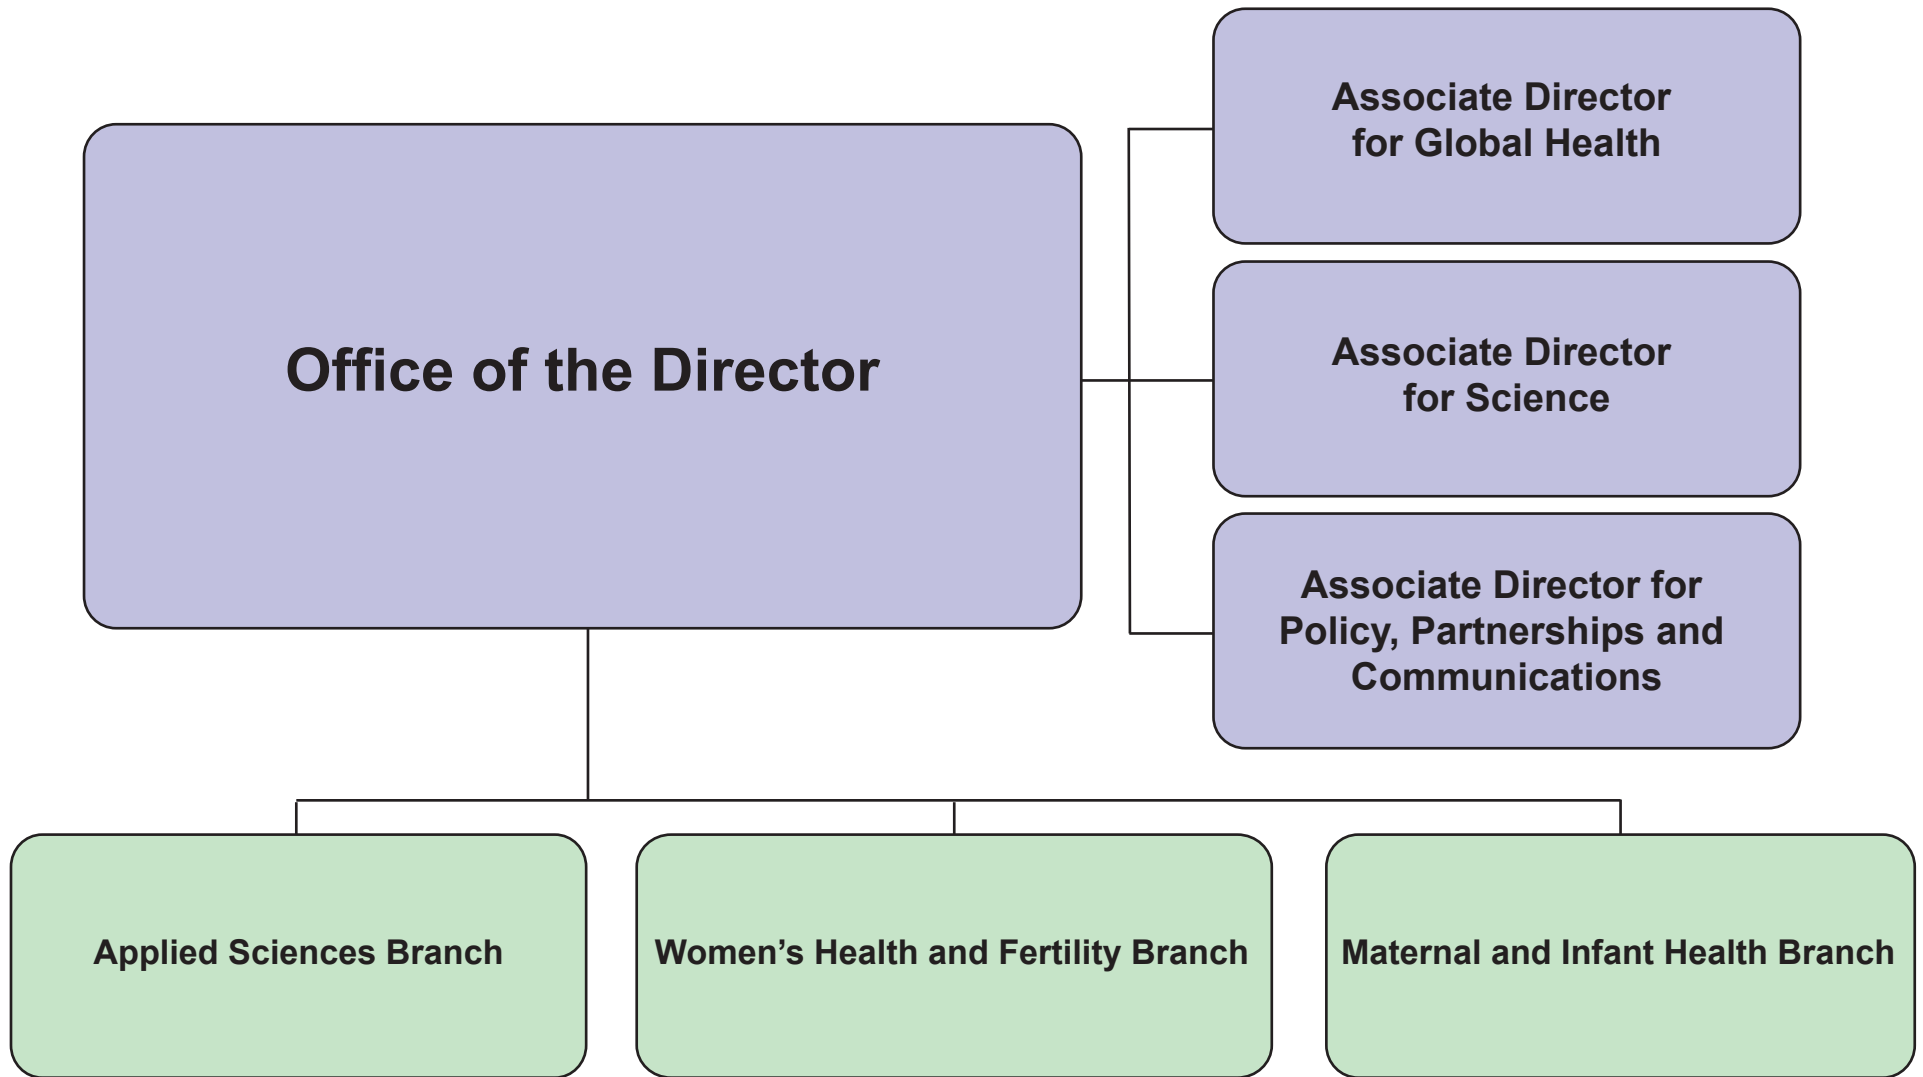 Associate Director
for Global Health
Office of the Director
Associate Director
for Science
Associate Director for
Policy, Partnerships and
Communications
Applied Sciences Branch
Women’s Health and Fertility Branch
Maternal and Infant Health Branch